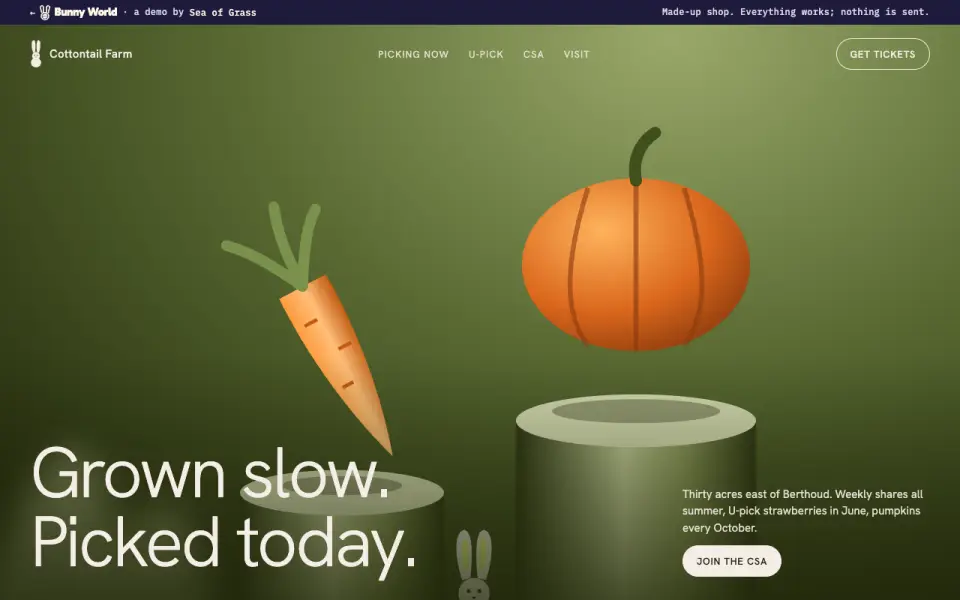 ← Bunny World · a demo by Sea of Grass
Made-up shop. Everything works; nothing is sent.
Cottontail Farm
PICKING NOW
U-PICK
CSA
VISIT
GET TICKETS
Grown slow.
Picked today.
Thirty acres east of Berthoud. Weekly shares all
summer, U-pick strawberries in June, pumpkins
every October.
JOIN THE CSA